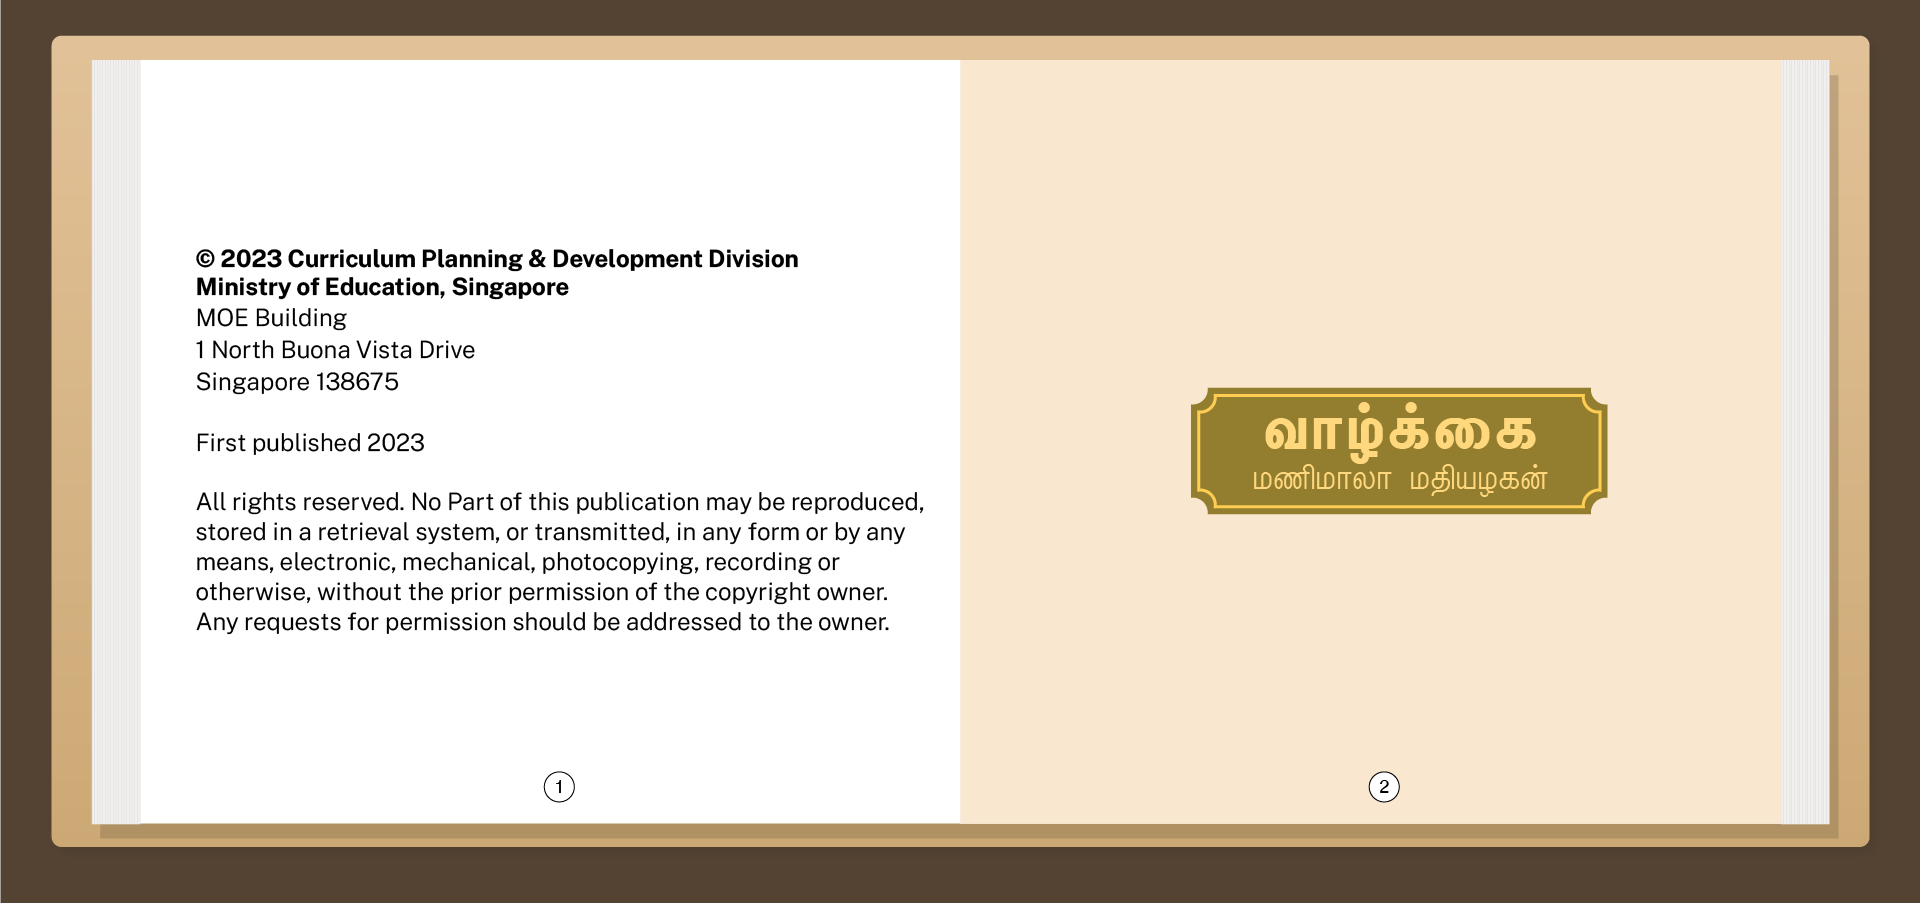 © 2023 Curriculum Planning & Development Division
Ministry of Education, Singapore
MOE Building
1 North Buona Vista Drive
Singapore 138675
First published 2023
All rights reserved. No Part of this publication may be reproduced,
stored in a retrieval system, or transmitted, in any form or by any
means, electronic, mechanical, photocopying, recording or
otherwise, without the prior permission of the copyright owner.
Any requests for permission should be addressed to the owner.
1
வாழ்க்கை
மணிமாலா மதியழகன்
2